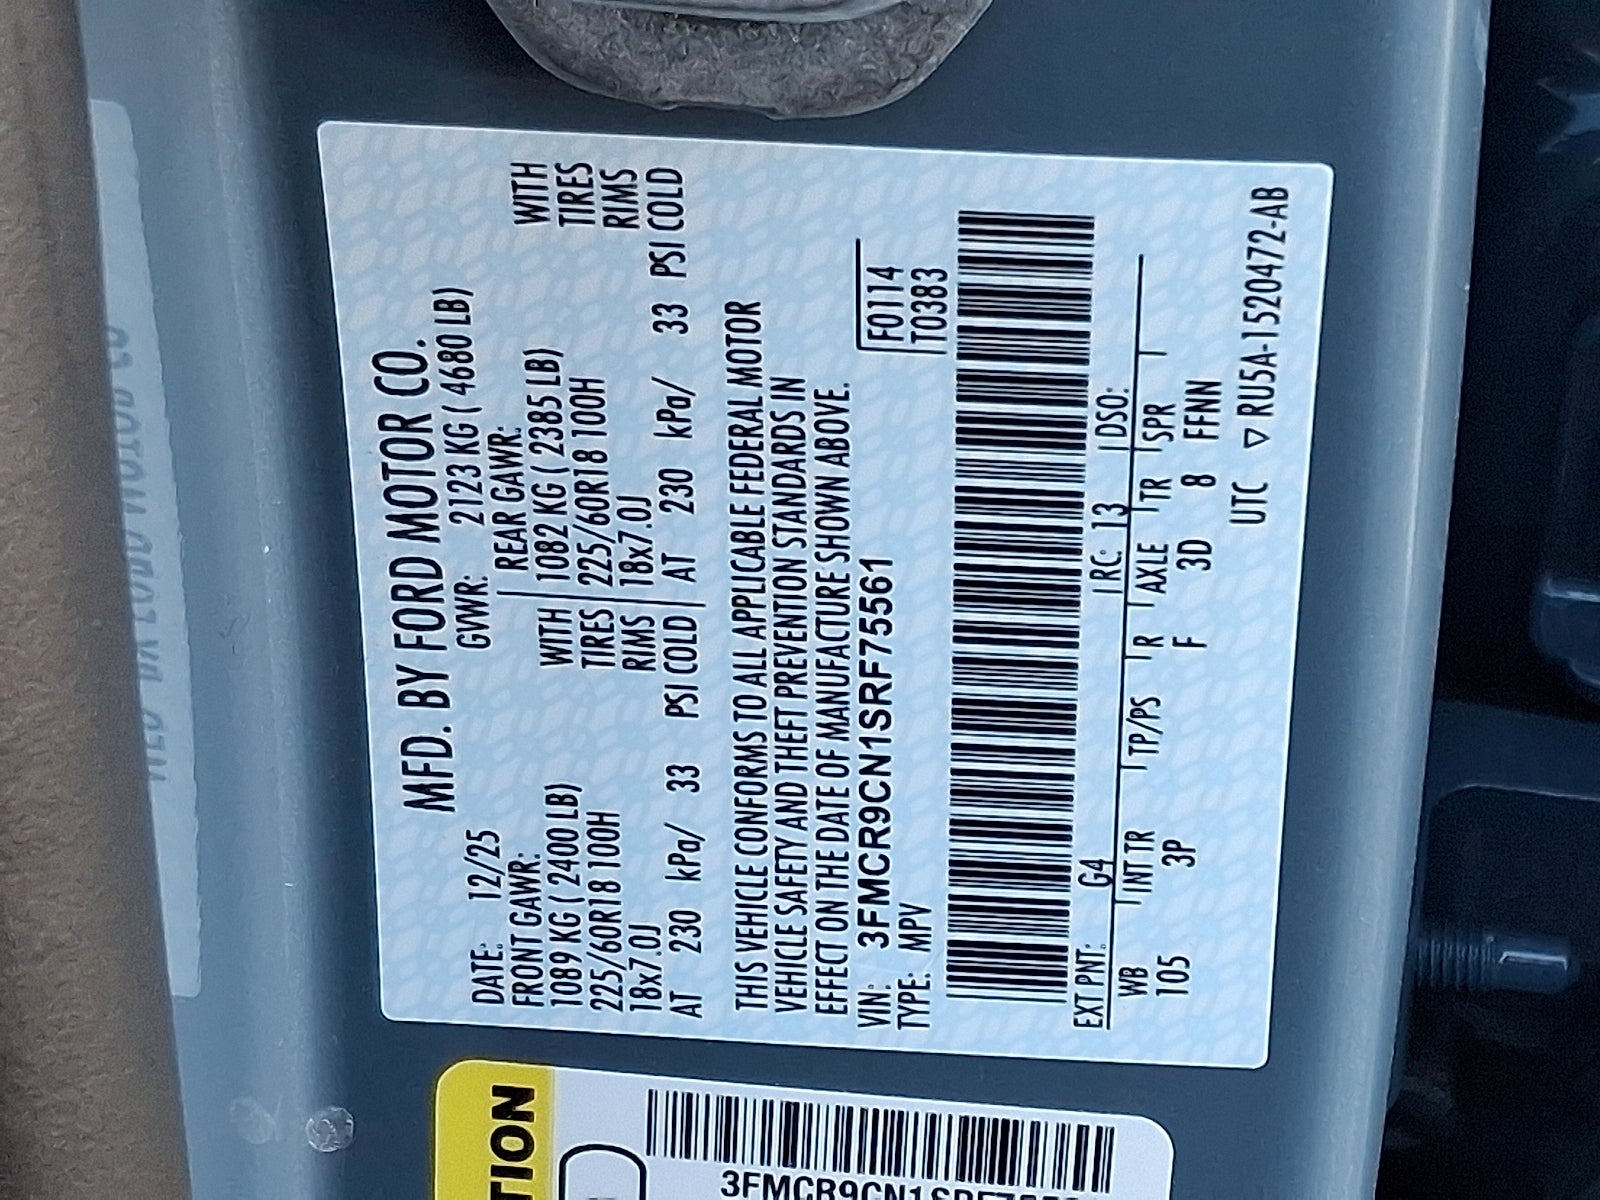 MFD. BY FORD MOTOR CO.
DATE: 12/25 GVWR: 2123 KG ( 4680 LB)
FRONT GAWR: REAR GAWR:
1089 KG ( 2400 LB) WITH 1082 KG ( 2385 LB) WITH
225/60R18 100H TIRES 225/60R18 100H TIRES
18x7.0J RIMS 18x7.0J RIMS
AT 230 kPa/ 33 PSI COLD AT 230 kPa/ 33 PSI COLD
THIS VEHICLE CONFORMS TO ALL APPLICABLE FEDERAL MOTOR
VEHICLE SAFETY AND THEFT PREVENTION STANDARDS IN
EFFECT ON THE DATE OF MANUFACTURE SHOWN ABOVE.
VIN: 3FMCR9CN1SRF75561 F0114
TYPE: MPV T0383
EXT PNT: G4 RC: 13 DSO:
WB INT TR TP/PS R AXLE TR SPR
105 3P F 3D 8 FFNN
UTC ▽ RU5A-1520472-AB
TION